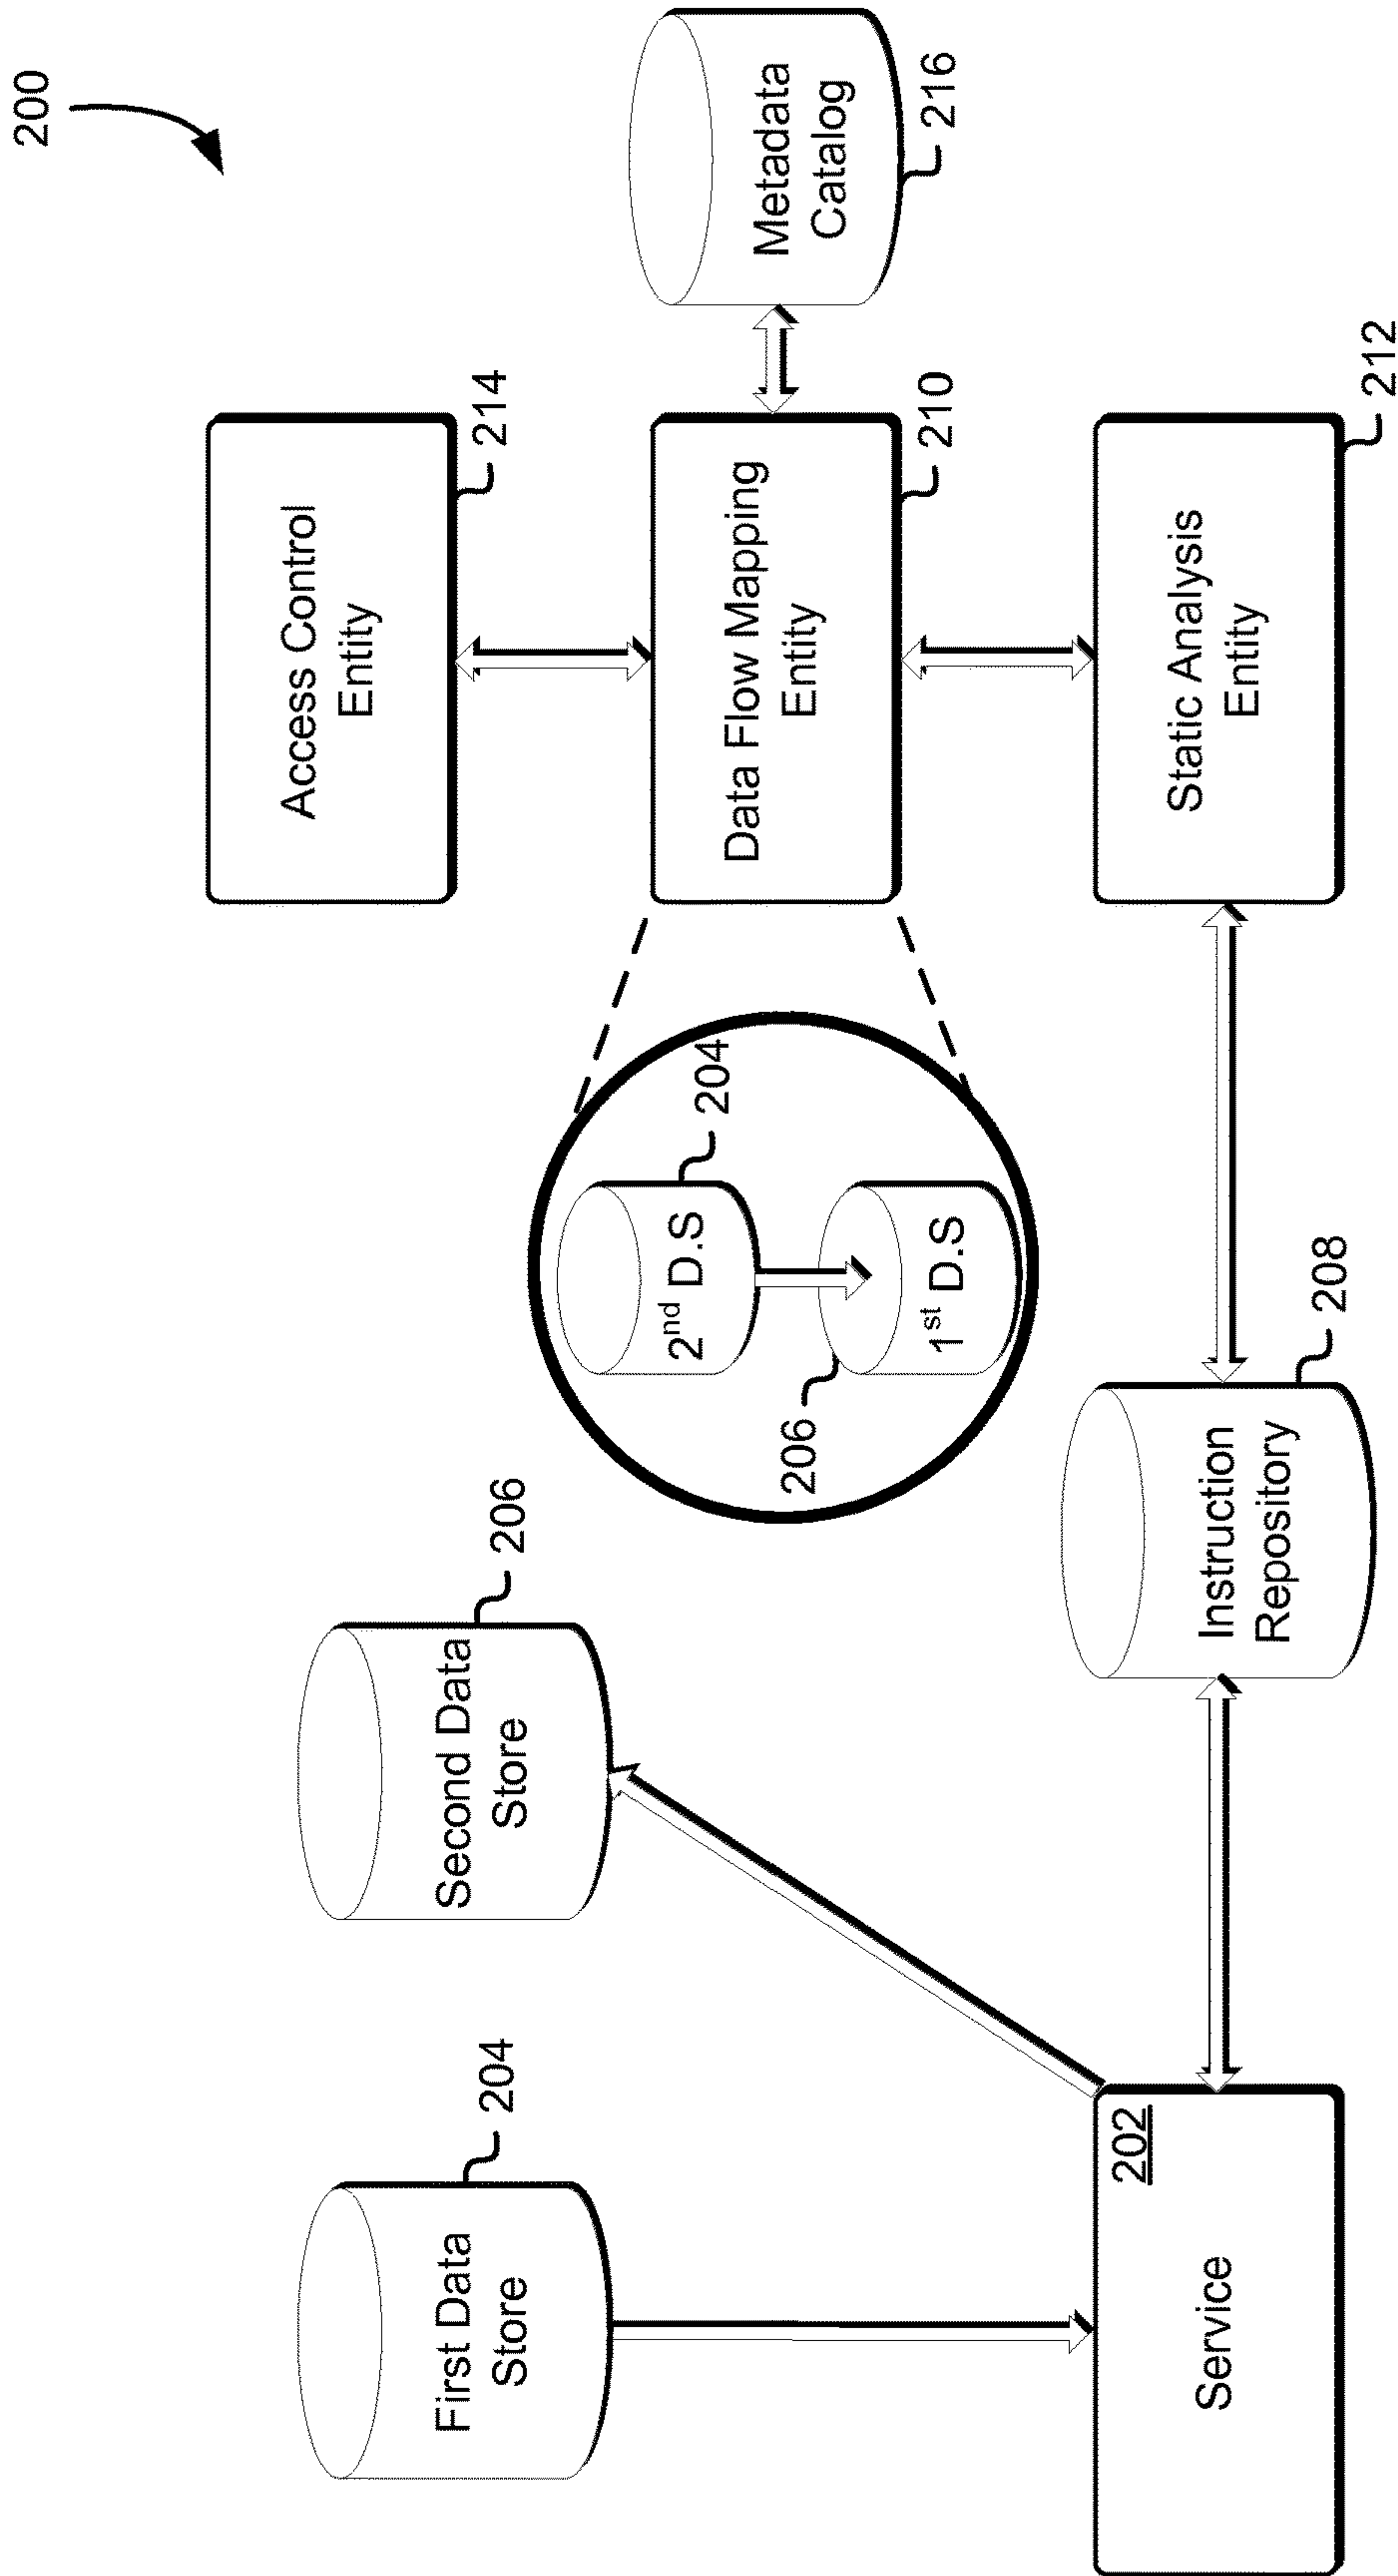 200
First Data
Store
204
Second Data
Store
206
Access Control
Entity
214
2nd D.S
204
206
1st D.S
Data Flow Mapping
Entity
210
Metadata
Catalog
216
202
Service
Instruction
Repository
208
Static Analysis
Entity
212